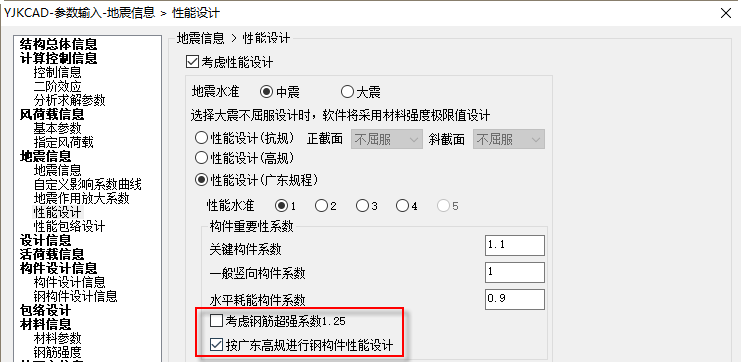 YJKCAD-参数输入-地震信息 > 性能设计
结构总体信息
计算控制信息
控制信息
二阶效应
分析求解参数
风荷载信息
基本参数
指定风荷载
地震信息
地震信息
自定义影响系数曲线
地震作用放大系数
性能设计
性能包络设计
设计信息
活荷载信息
构件设计信息
构件设计信息
钢构件设计信息
包络设计
材料信息
材料参数
钢筋强度
地震信息 > 性能设计
考虑性能设计
地震水准 中震 大震
选择大震不屈服设计时，软件将采用材料强度极限值设计
性能设计(抗规) 正截面 不屈服 斜截面 不屈服
性能设计(高规)
性能设计(广东规程)
性能水准 1 2 3 4 5
构件重要性系数
关键构件系数 1.1
一般竖向构件系数 1
水平耗能构件系数 0.9
考虑钢筋超强系数1.25
按广东高规进行钢构件性能设计